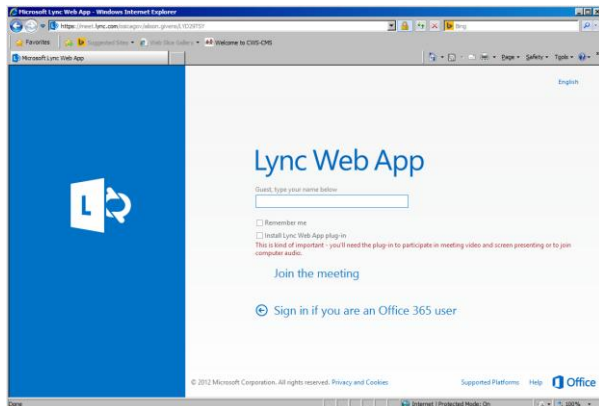 Microsoft Lync Web App - Windows Internet Explorer
Bing
Favorites Suggested Sites Web Slice Gallery Welcome to CWS-CMS
Microsoft Lync Web App
Page Safety Tools
English
Lync Web App
Guest, type your name below
Remember me
Install Lync Web App plug-in
This is kind of important - you'll need the plug-in to participate in meeting video and screen presenting or to join
computer audio.
Join the meeting
Sign in if you are an Office 365 user
© 2012 Microsoft Corporation. All rights reserved. Privacy and Cookies Supported Platforms Help Office
Done Internet | Protected Mode: On 100%